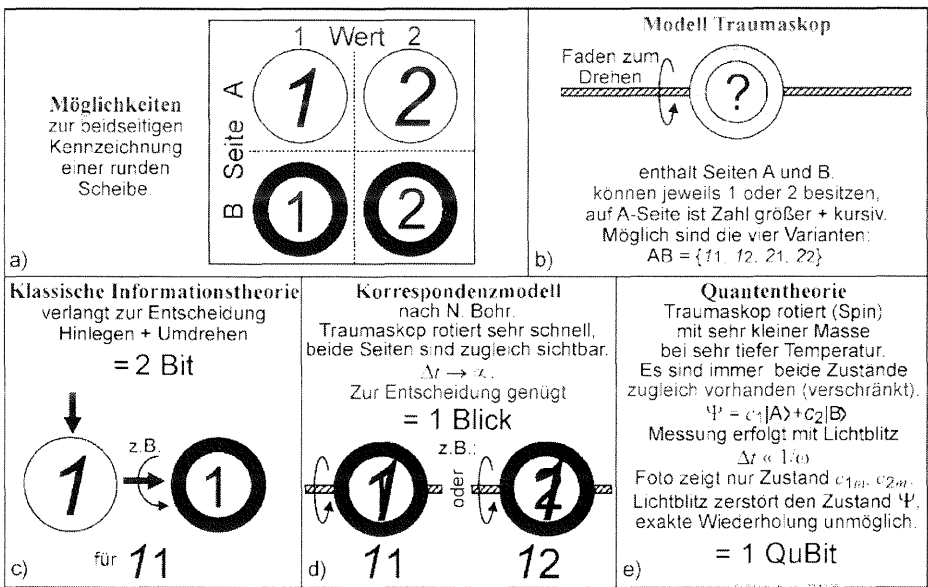 Möglichkeiten
zur beidseitigen
Kennzeichnung
einer runden
Scheibe.
1 Wert 2
Seite
A
1
2
B
1
2
a)
Modell Traumaskop
Faden zum
Drehen
?
enthält Seiten A und B.
können jeweils 1 oder 2 besitzen,
auf A-Seite ist Zahl größer + kursiv.
Möglich sind die vier Varianten:
AB = {11, 12, 21, 22}
b)
Klassische Informationstheorie
verlangt zur Entscheidung
Hinlegen + Umdrehen
= 2 Bit
z.B.
1
1
für 11
c)
Korrespondenzmodell
nach N. Bohr.
Traumaskop rotiert sehr schnell,
beide Seiten sind zugleich sichtbar.
Δt → ∞.
Zur Entscheidung genügt
= 1 Blick
z.B.:
oder
11
12
d)
Quantentheorie
Traumaskop rotiert (Spin)
mit sehr kleiner Masse
bei sehr tiefer Temperatur.
Es sind immer beide Zustände
zugleich vorhanden (verschränkt).
Ψ = c₁|A⟩+c₂|B⟩
Messung erfolgt mit Lichtblitz
Δt « 1/ω
Foto zeigt nur Zustand c₁ₘ, c₂ₘ.
Lichtblitz zerstört den Zustand Ψ,
exakte Wiederholung unmöglich.
= 1 QuBit
e)